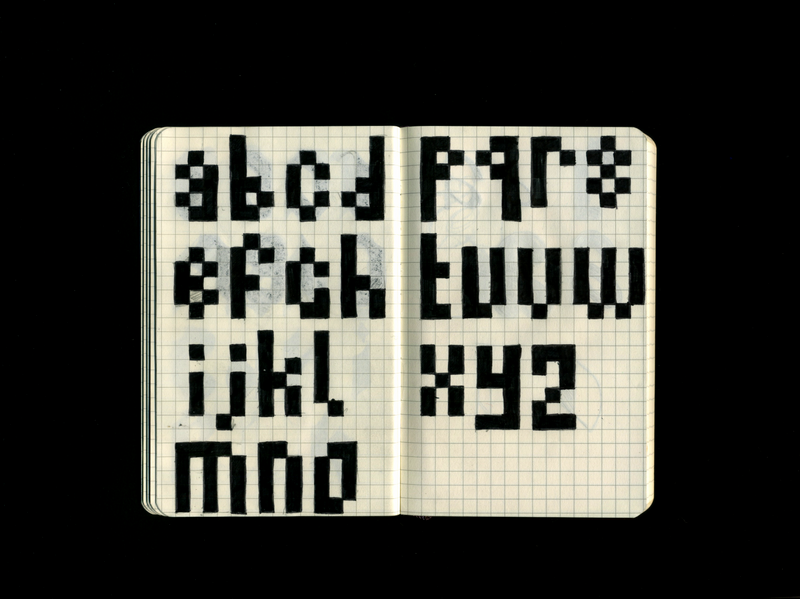 abcd
efgh
ijkl
mno
pqrs
tuvw
xyz